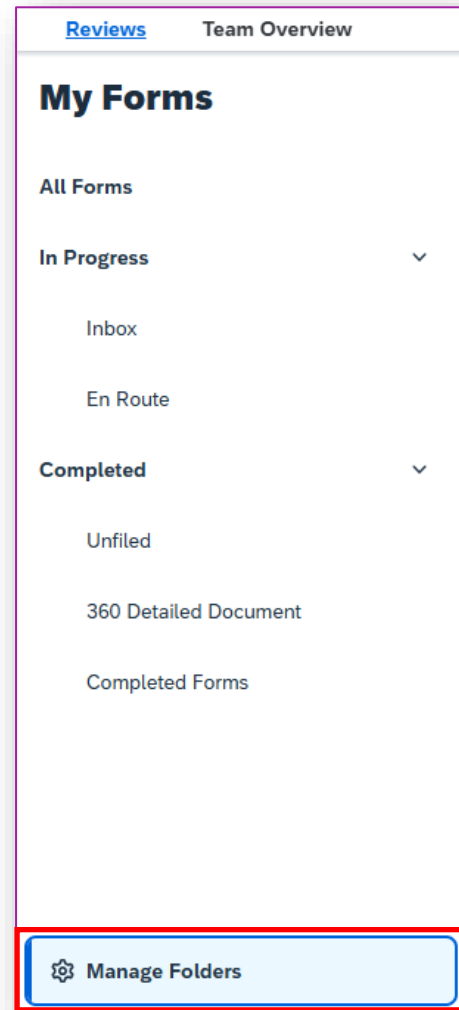 Reviews Team Overview
My Forms
All Forms
In Progress
Inbox
En Route
Completed
Unfiled
360 Detailed Document
Completed Forms
Manage Folders